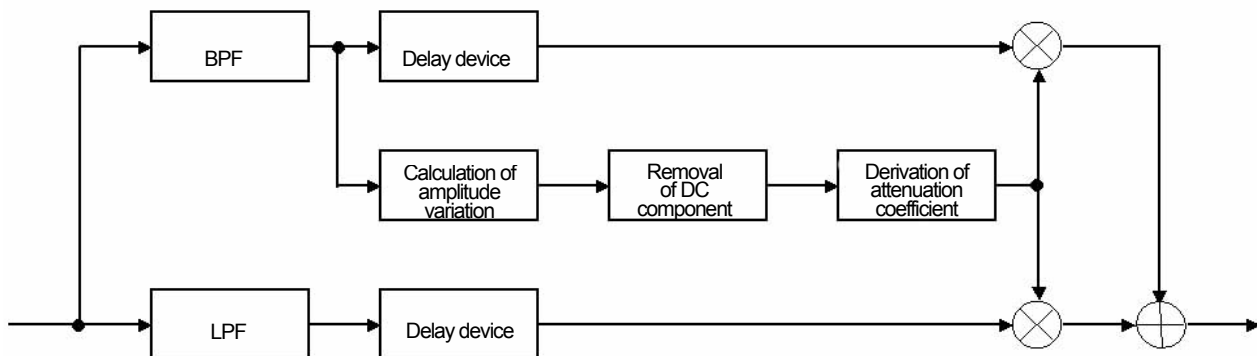 BPF
Delay device
Calculation of
amplitude
variation
Removal
of DC
component
Derivation of
attenuation
coefficient
LPF
Delay device